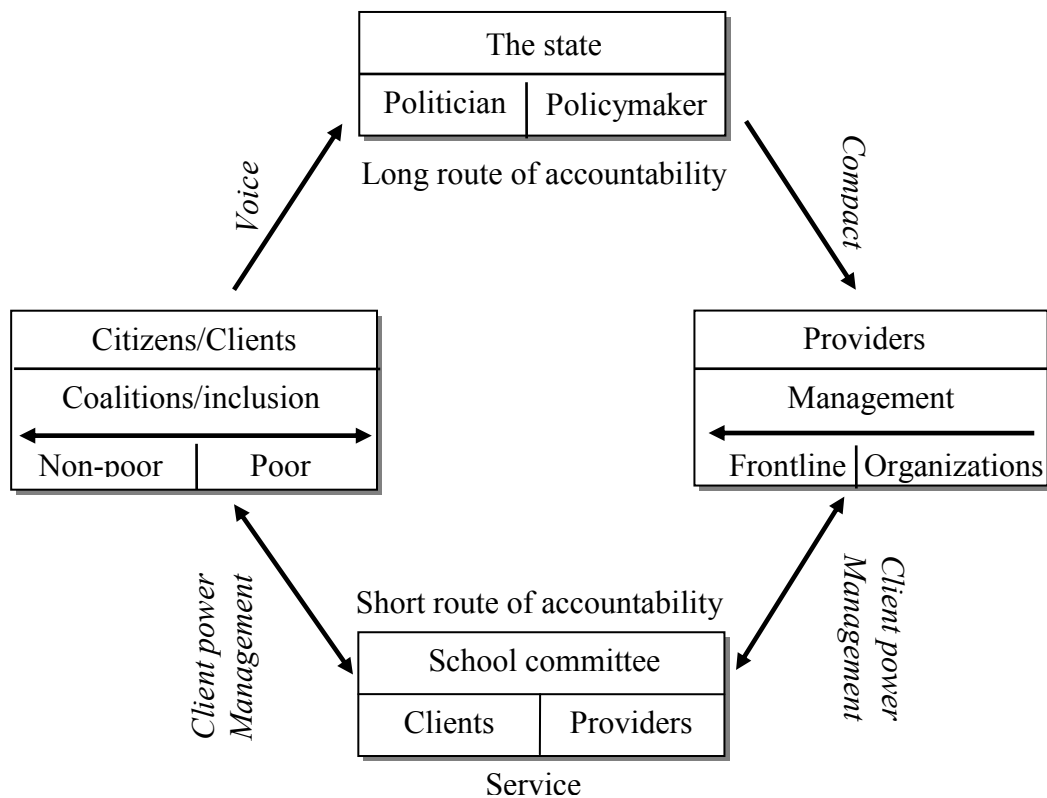 The state
Politician
Policymaker
Long route of accountability
Voice
Compact
Citizens/Clients
Coalitions/inclusion
Non-poor
Poor
Providers
Management
Frontline
Organizations
Client power
Management
Short route of accountability
Client power
Management
School committee
Clients
Providers
Service